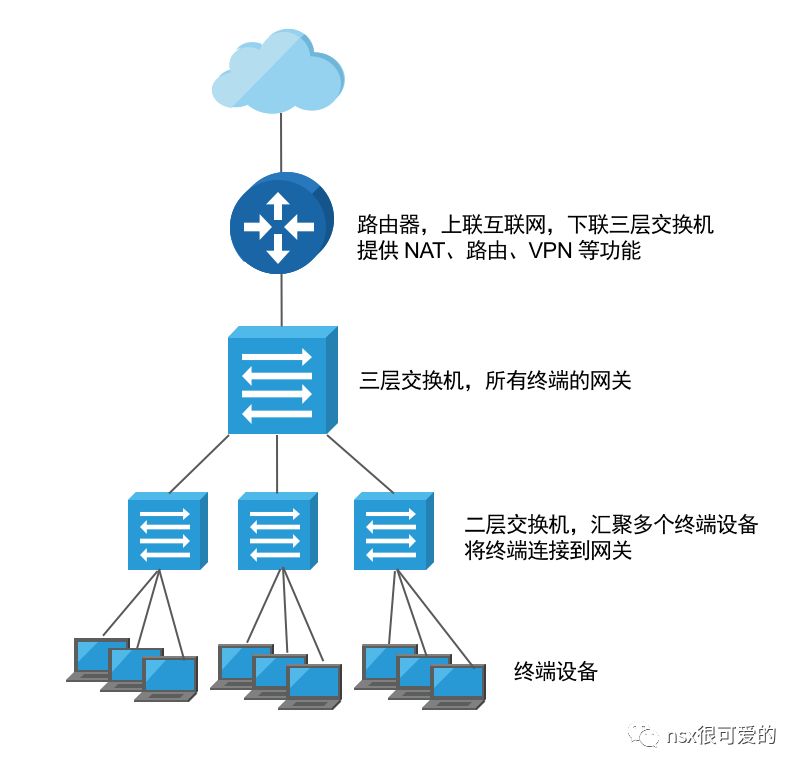 路由器，上联互联网，下联三层交换机
提供 NAT、路由、VPN 等功能
三层交换机，所有终端的网关
二层交换机，汇聚多个终端设备
将终端连接到网关
终端设备
nsx很可爱的